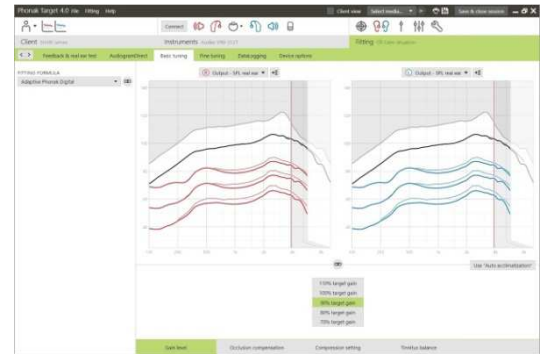 Phonak Target 4.0 File Fitting Help
Client view Select media... Save & close session
Connect
Client
Instruments
Fitting
Feedback & real ear test AudiogramDirect Basic tuning Fine tuning DataLogging Device options
FITTING FORMULA
Adaptive Phonak Digital
R Output - SPL real ear L Output - SPL real ear
Use 'Auto acclimatization'
110% target gain
100% target gain
90% target gain
80% target gain
70% target gain
Gain level Occlusion compensation Compression setting Tinnitus balance